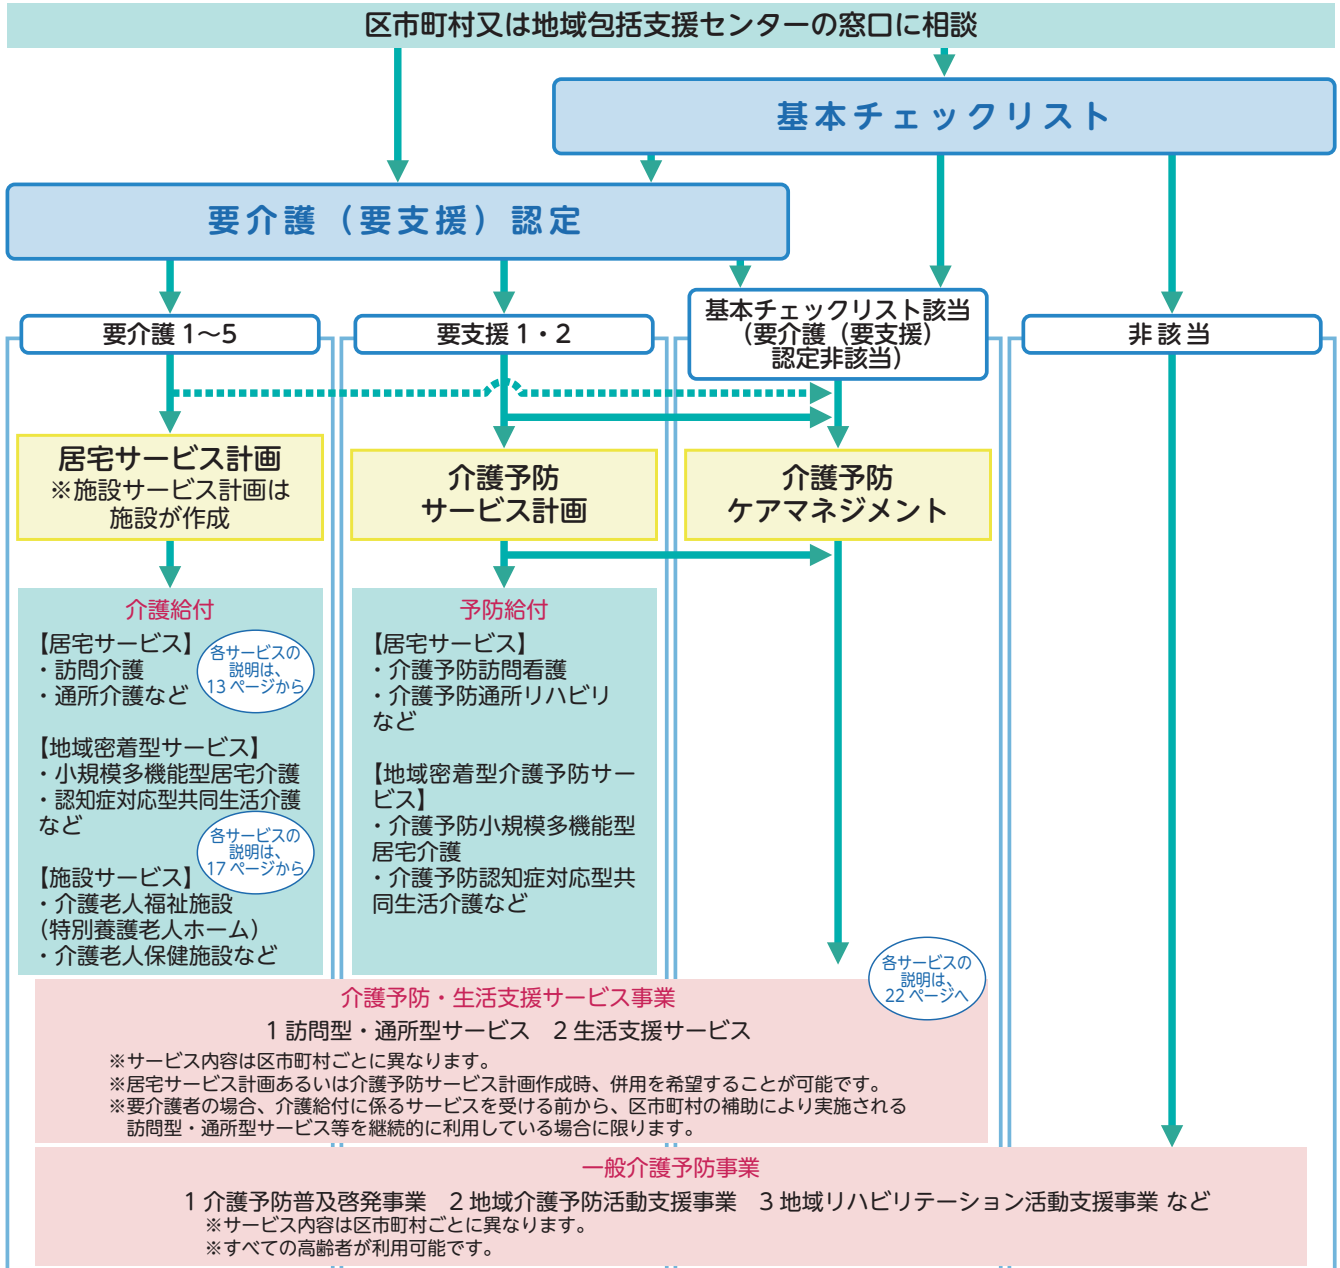 区市町村又は地域包括支援センターの窓口に相談
基本チェックリスト
要介護（要支援）認定
要介護1～5
要支援1・2
基本チェックリスト該当
（要介護（要支援）
認定非該当）
非該当
居宅サービス計画
※施設サービス計画は
施設が作成
介護予防
サービス計画
介護予防
ケアマネジメント
介護給付
【居宅サービス】
・訪問介護
・通所介護など
各サービスの
説明は、
13ページから
【地域密着型サービス】
・小規模多機能型居宅介護
・認知症対応型共同生活介護
など
各サービスの
説明は、
17ページから
【施設サービス】
・介護老人福祉施設
（特別養護老人ホーム）
・介護老人保健施設など
予防給付
【居宅サービス】
・介護予防訪問看護
・介護予防通所リハビリ
など
【地域密着型介護予防サー
ビス】
・介護予防小規模多機能型
居宅介護
・介護予防認知症対応型共
同生活介護など
各サービスの
説明は、
22ページへ
介護予防・生活支援サービス事業
1 訪問型・通所型サービス　2 生活支援サービス
※サービス内容は区市町村ごとに異なります。
※居宅サービス計画あるいは介護予防サービス計画作成時、併用を希望することが可能です。
※要介護者の場合、介護給付に係るサービスを受ける前から、区市町村の補助により実施される
訪問型・通所型サービス等を継続的に利用している場合に限ります。
一般介護予防事業
1 介護予防普及啓発事業　2 地域介護予防活動支援事業　3 地域リハビリテーション活動支援事業 など
※サービス内容は区市町村ごとに異なります。
※すべての高齢者が利用可能です。